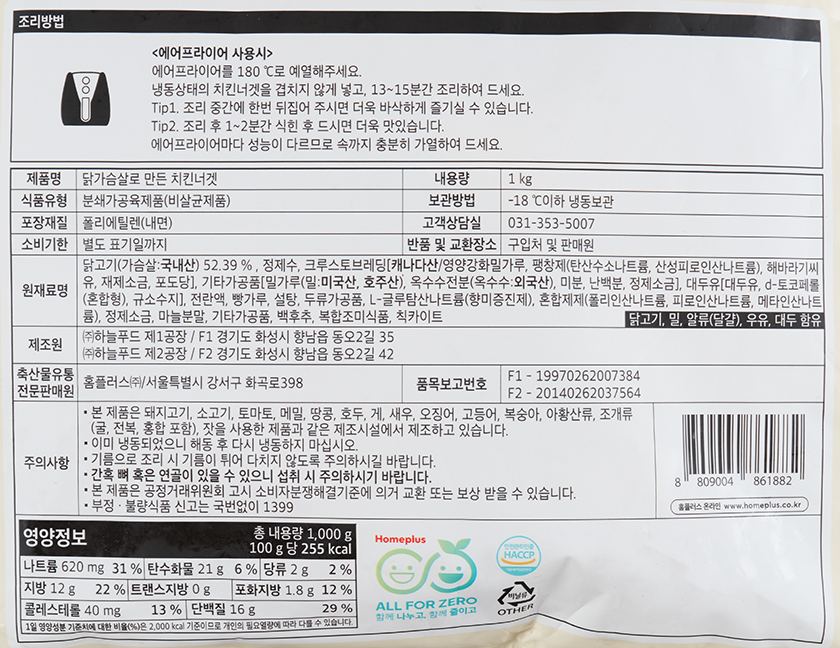 조리방법
<에어프라이어 사용시>
에어프라이어를 180 ℃로 예열해주세요.
냉동상태의 치킨너겟을 겹치지 않게 넣고, 13~15분간 조리하여 드세요.
Tip1. 조리 중간에 한번 뒤집어 주시면 더욱 바삭하게 즐기실 수 있습니다.
Tip2. 조리 후 1~2분간 식힌 후 드시면 더욱 맛있습니다.
에어프라이어마다 성능이 다르므로 속까지 충분히 가열하여 드세요.
제품명 닭가슴살로 만든 치킨너겟 내용량 1 kg
식품유형 분쇄가공육제품(비살균제품) 보관방법 -18 ℃이하 냉동보관
포장재질 폴리에틸렌(내면) 고객상담실 031-353-5007
소비기한 별도 표기일까지 반품 및 교환장소 구입처 및 판매원
원재료명
닭고기(가슴살:국내산) 52.39 % , 정제수, 크루스토브레딩[캐나다산/영양강화밀가루, 팽창제(탄산수소나트륨, 산성피로인산나트륨), 해바라기씨
유, 재제소금, 포도당], 기타가공품[밀가루(밀:미국산, 호주산), 옥수수전분(옥수수:외국산), 미분, 난백분, 정제소금], 대두유[대두유, d-토코페롤
(혼합형), 규소수지], 전란액, 빵가루, 설탕, 두류가공품, L-글루탐산나트륨(향미증진제), 혼합제제(폴리인산나트륨, 피로인산나트륨, 메타인산나트
륨), 정제소금, 마늘분말, 기타가공품, 백후추, 복합조미식품, 칙카이트
닭고기, 밀, 알류(달걀), 우유, 대두 함유
제조원
㈜하늘푸드 제1공장 / F1 경기도 화성시 향남읍 동오2길 35
㈜하늘푸드 제2공장 / F2 경기도 화성시 향남읍 동오2길 42
축산물유통
전문판매원
홈플러스㈜/서울특별시 강서구 화곡로398
품목보고번호
F1 - 19970262007384
F2 - 20140262037564
주의사항
• 본 제품은 돼지고기, 소고기, 토마토, 메밀, 땅콩, 호두, 게, 새우, 오징어, 고등어, 복숭아, 아황산류, 조개류
(굴, 전복, 홍합 포함), 잣을 사용한 제품과 같은 제조시설에서 제조하고 있습니다.
• 이미 냉동되었으니 해동 후 다시 냉동하지 마십시오.
• 기름으로 조리 시 기름이 튀어 다치지 않도록 주의하시길 바랍니다.
• 간혹 뼈 혹은 연골이 있을 수 있으니 섭취 시 주의하시기 바랍니다.
• 본 제품은 공정거래위원회 고시 소비자분쟁해결기준에 의거 교환 또는 보상 받을 수 있습니다.
• 부정 · 불량식품 신고는 국번없이 1399
8 809004 861882
홈플러스 온라인 www.homeplus.co.kr
영양정보
총 내용량 1,000 g
100 g 당 255 kcal
나트륨 620 mg 31 % 탄수화물 21 g 6 % 당류 2 g 2 %
지방 12 g 22 % 트랜스지방 0 g 포화지방 1.8 g 12 %
콜레스테롤 40 mg 13 % 단백질 16 g 29 %
1일 영양성분 기준치에 대한 비율(%)은 2,000 kcal 기준이므로 개인의 필요열량에 따라 다를 수 있습니다.
Homeplus
ALL FOR ZERO
함께 나누고, 함께 줄이고
안전관리인증
HACCP
비닐류
OTHER